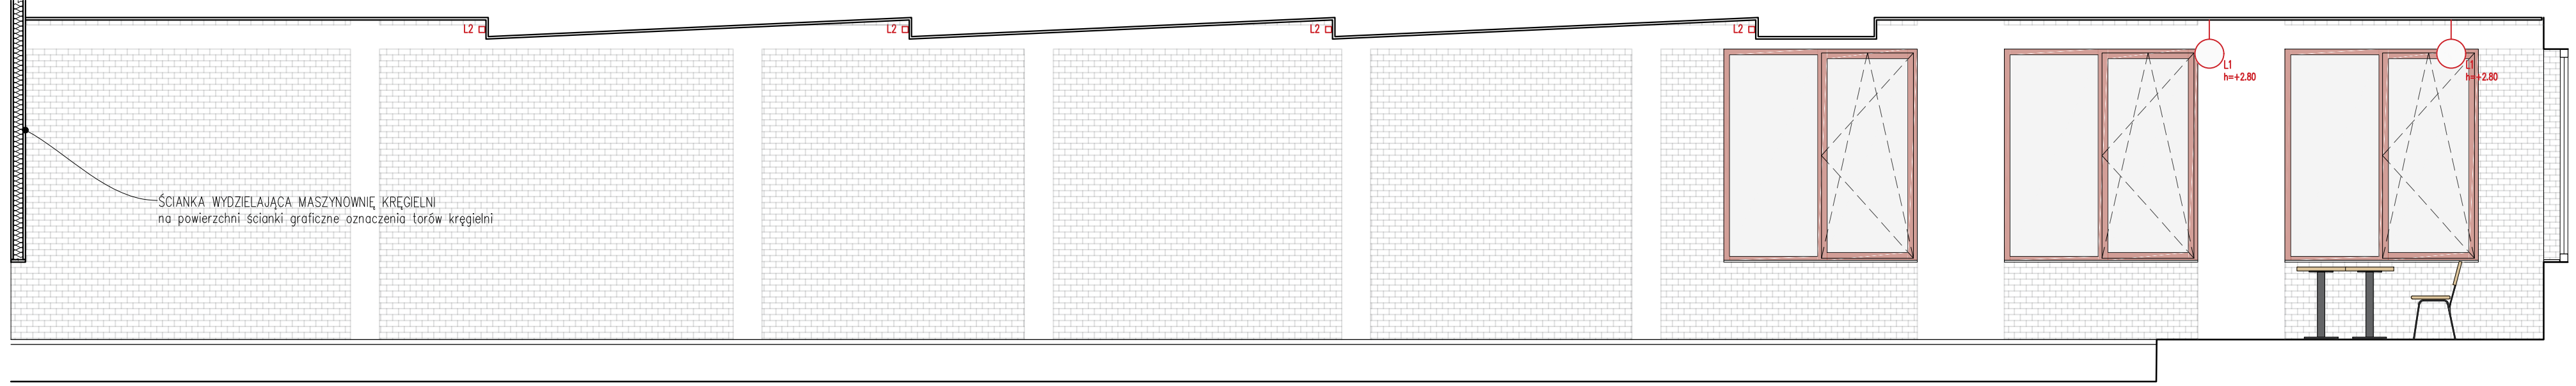 L2
L2
L2
L2
L1
h=+2.80
L1
h=+2.80
ŚCIANKA WYDZIELAJĄCA MASZYNOWNIĘ KRĘGIELNI
na powierzchni ścianki graficzne oznaczenia torów kręgielni